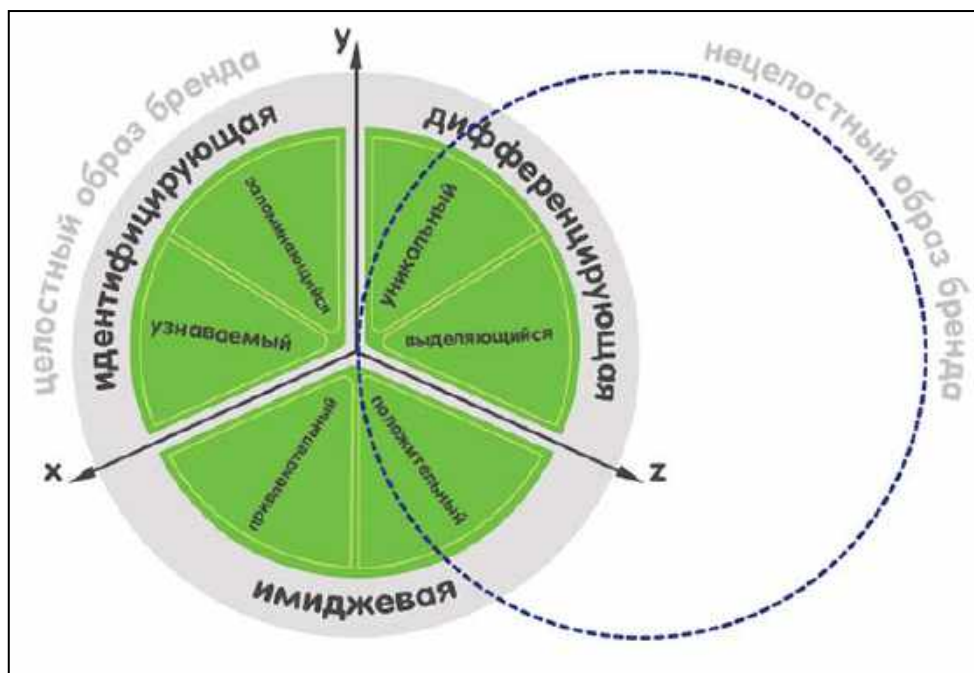 y
целостный образ бренда
нецелостный образ бренда
идентифицирующая
дифференцирующая
запоминающийся
уникальный
узнаваемый
выделяющийся
x
z
привлекательный
положительный
имиджевая